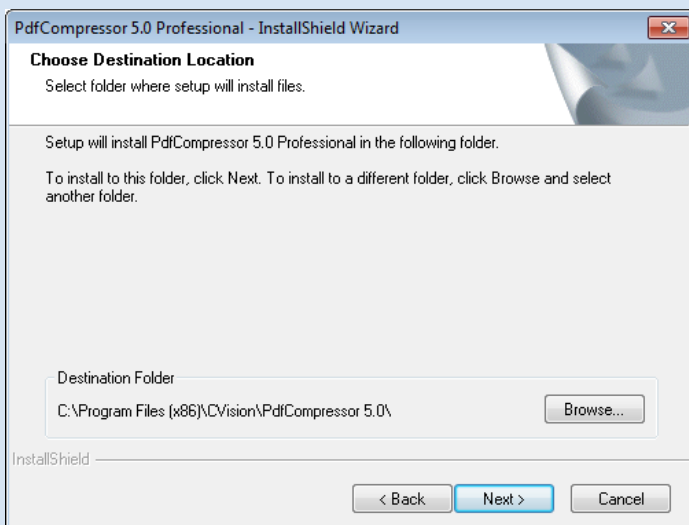 PdfCompressor 5.0 Professional - InstallShield Wizard
Choose Destination Location
Select folder where setup will install files.
Setup will install PdfCompressor 5.0 Professional in the following folder.
To install to this folder, click Next. To install to a different folder, click Browse and select
another folder.
Destination Folder
C:\Program Files (x86)\CVision\PdfCompressor 5.0\
Browse...
InstallShield
< Back
Next >
Cancel